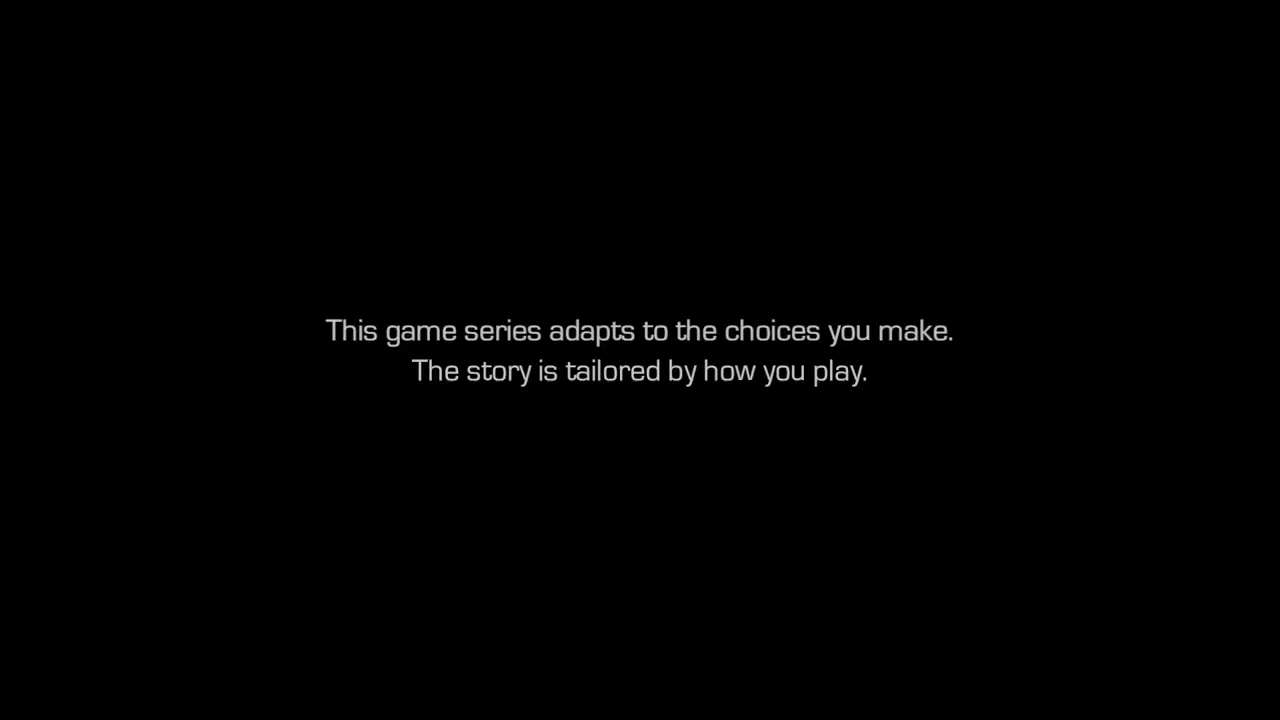 This game series adapts to the choices you make.
The story is tailored by how you play.